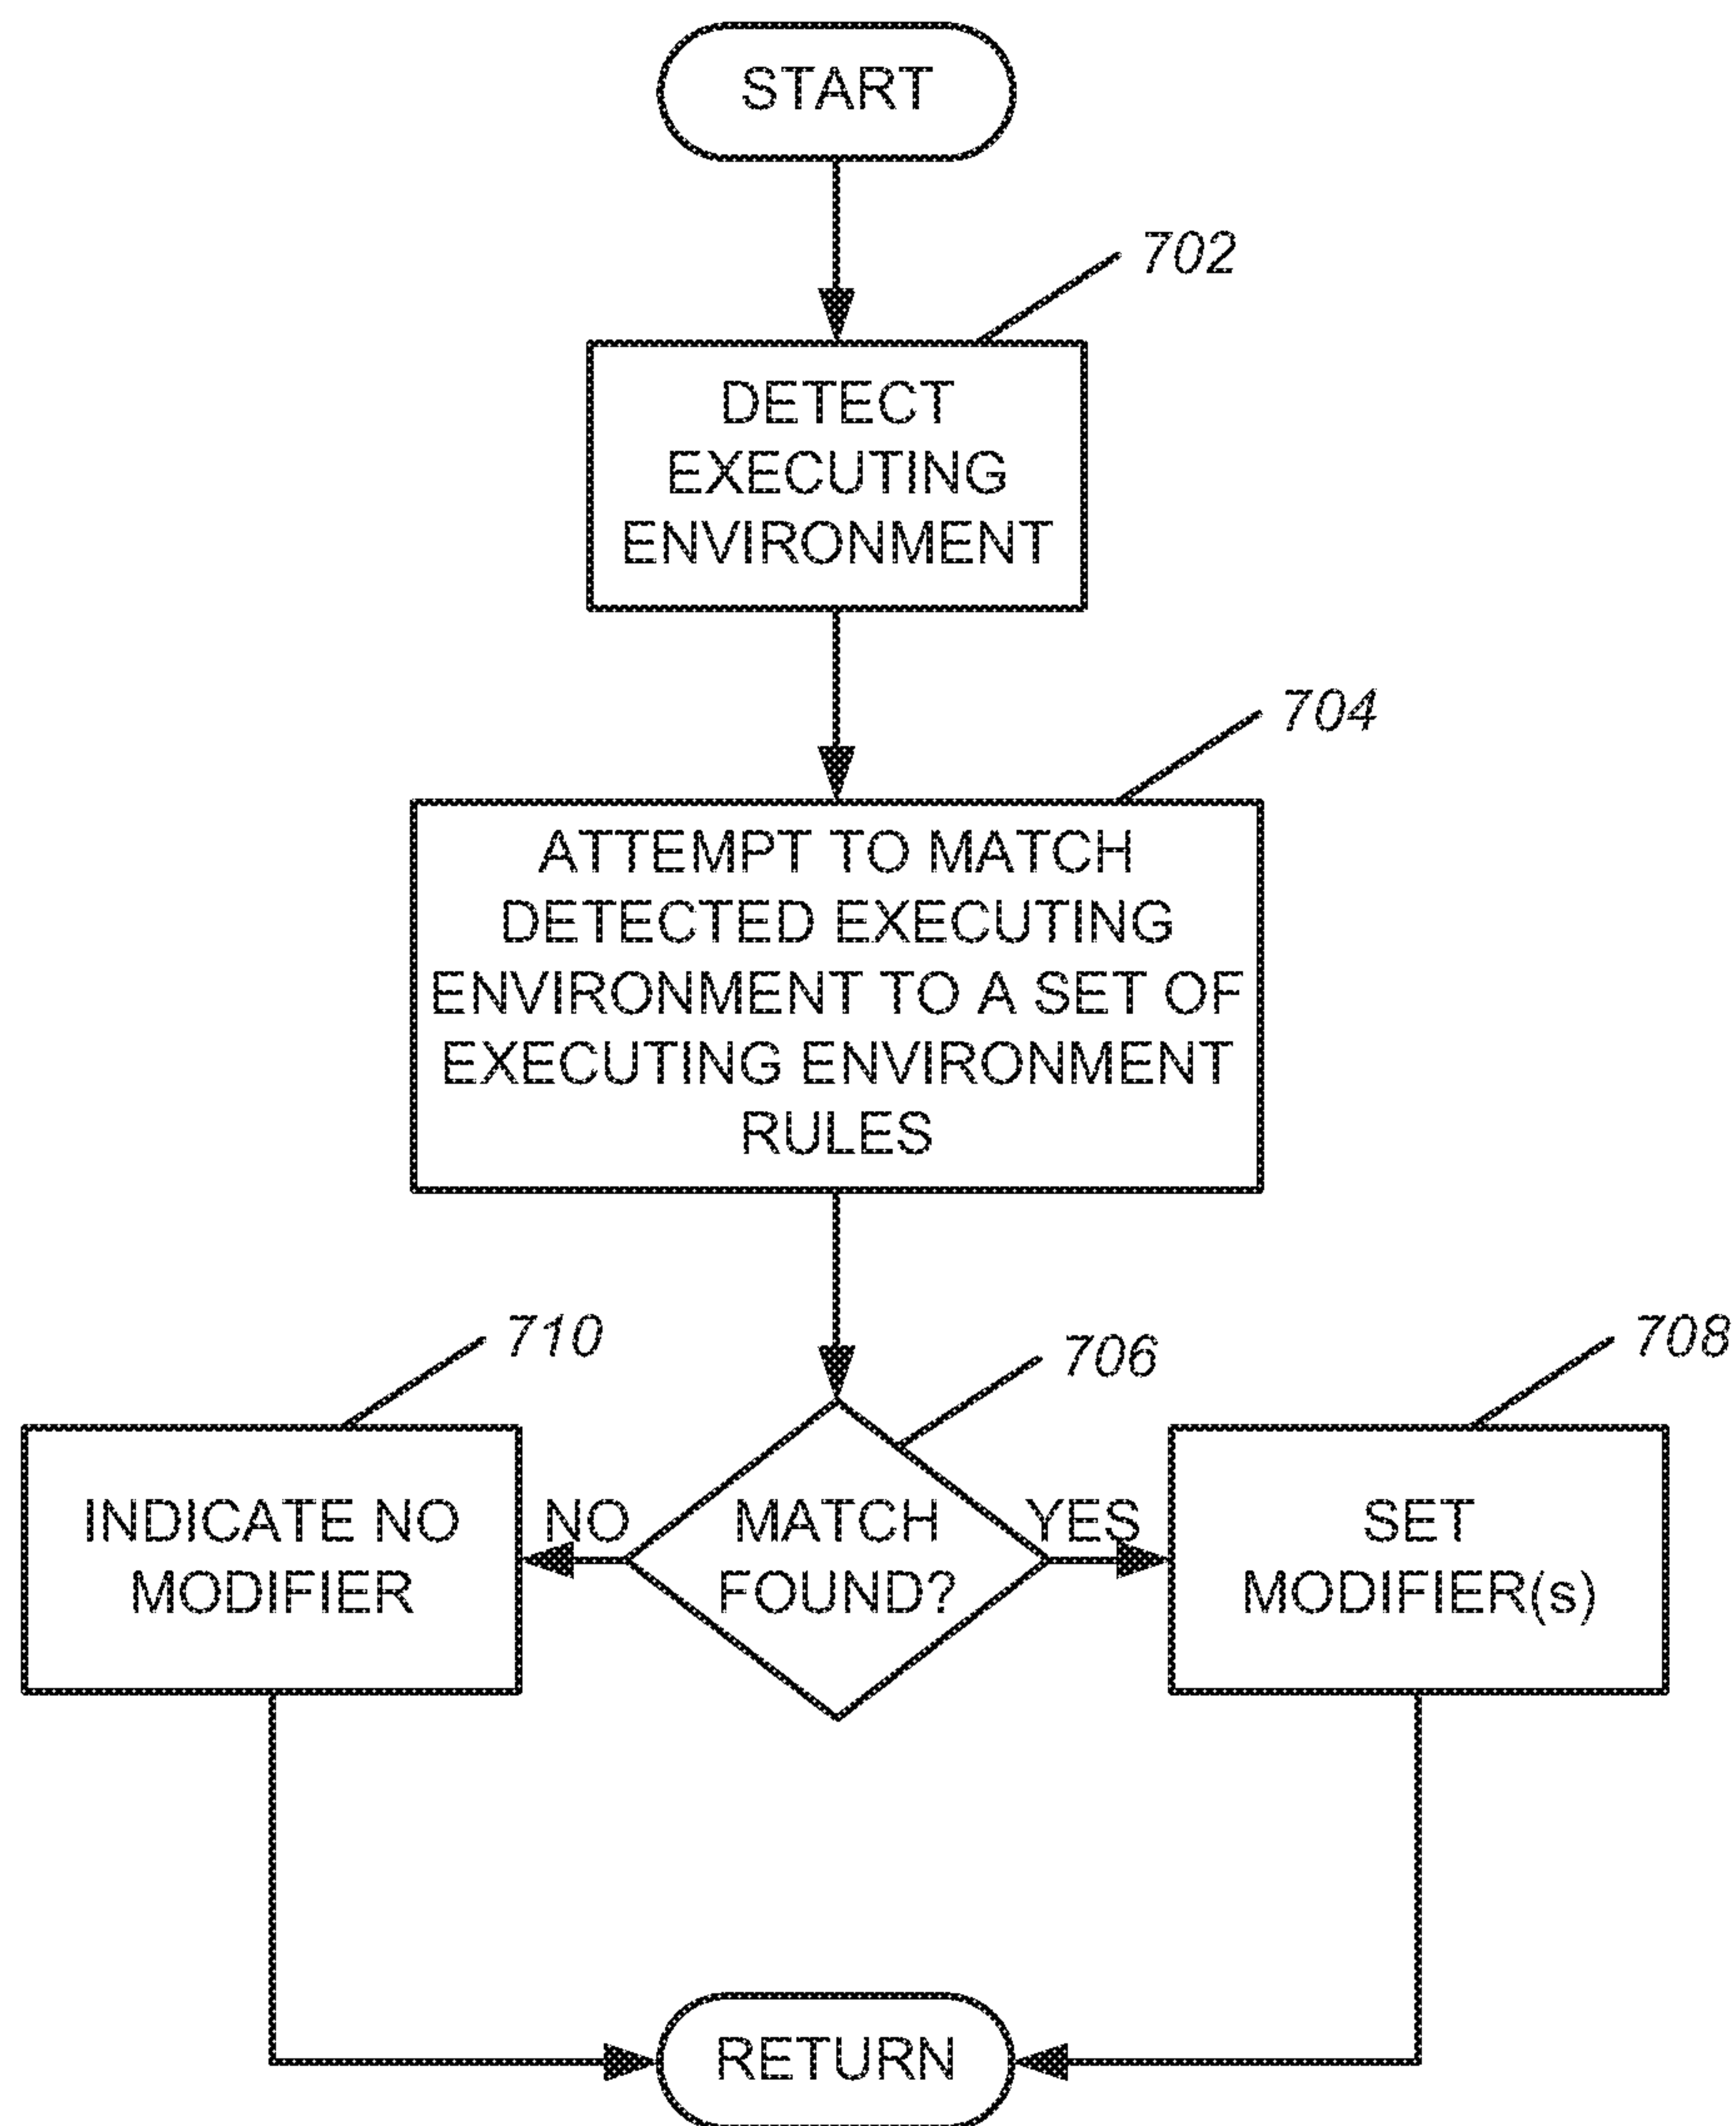 START
702
DETECT
EXECUTING
ENVIRONMENT
704
ATTEMPT TO MATCH
DETECTED EXECUTING
ENVIRONMENT TO A SET OF
EXECUTING ENVIRONMENT
RULES
710
706
708
INDICATE NO
MODIFIER
NO
MATCH
FOUND?
YES
SET
MODIFIER(s)
RETURN